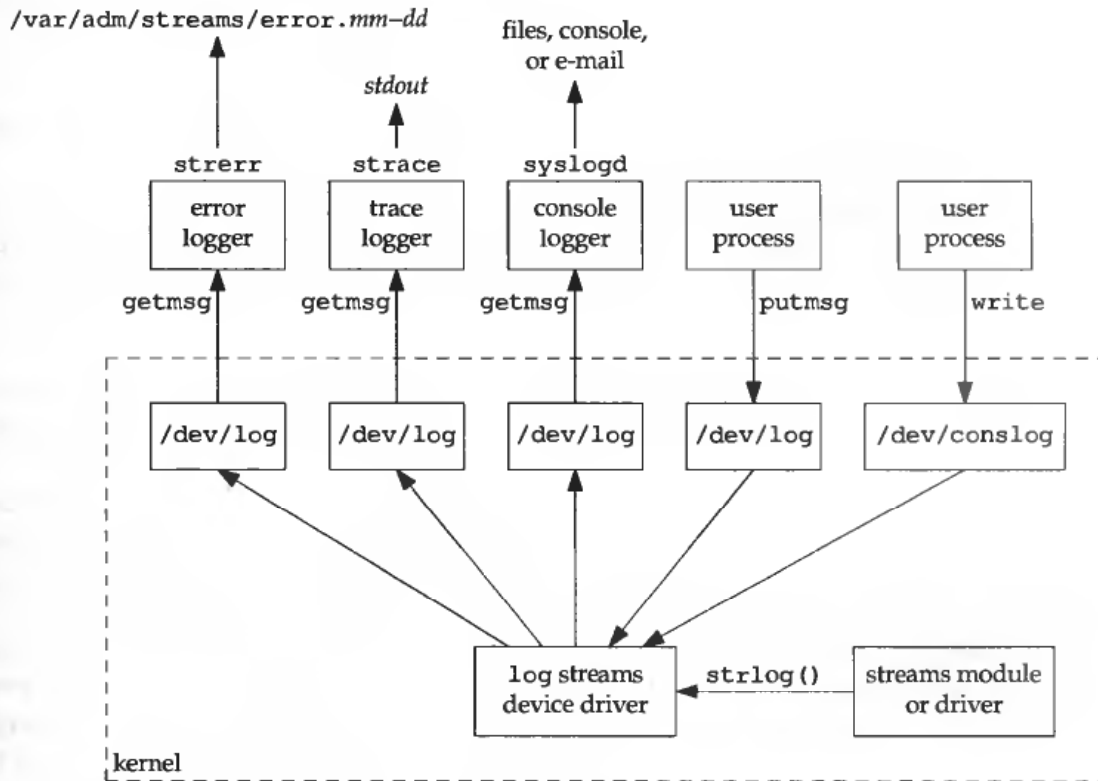 /var/adm/streams/error.mm–dd
files, console,
or e-mail
stdout
strerr
strace
syslogd
error
logger
trace
logger
console
logger
user
process
user
process
getmsg
getmsg
getmsg
putmsg
write
/dev/log
/dev/log
/dev/log
/dev/log
/dev/conslog
log streams
device driver
strlog()
streams module
or driver
kernel